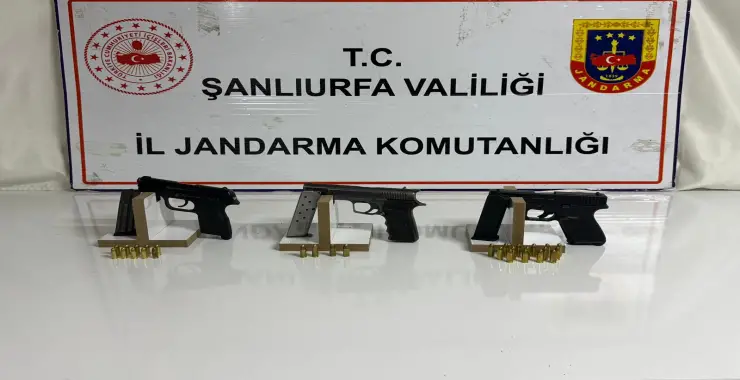 T.C.
ŞANLIURFA VALİLİĞİ
İL JANDARMA KOMUTANLIĞI
JANDARMA